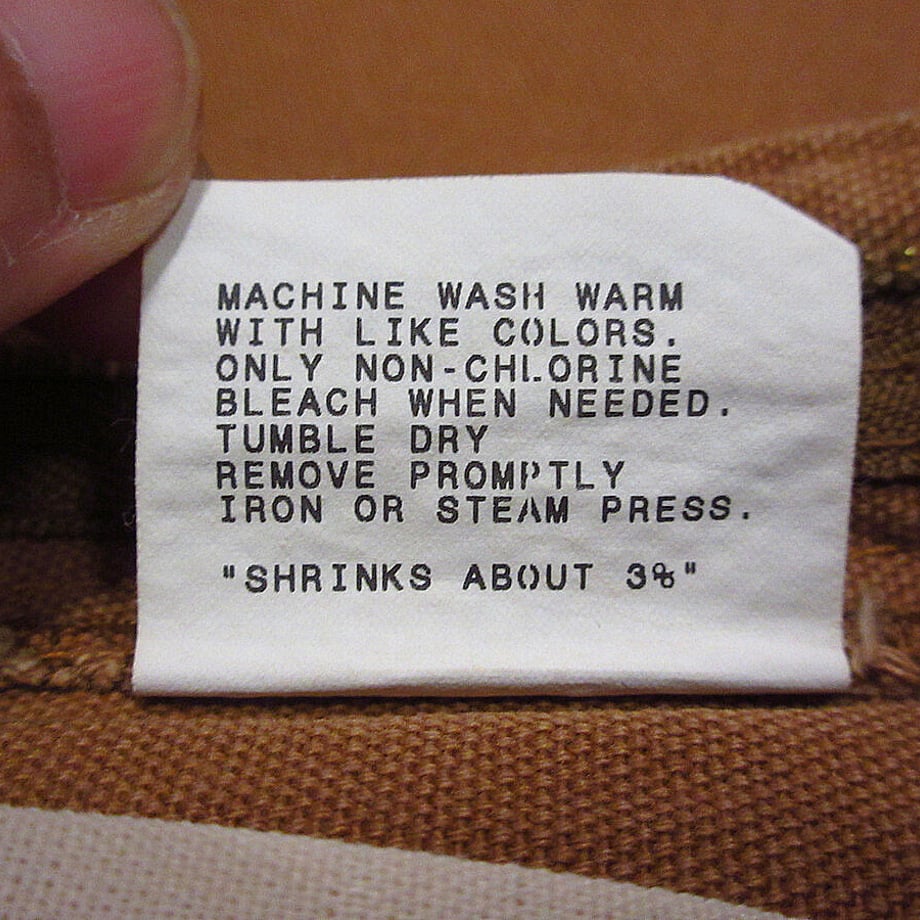 MACHINE WASH WARM
WITH LIKE COLORS.
ONLY NON-CHLORINE
BLEACH WHEN NEEDED.
TUMBLE DRY
REMOVE PROMPTLY
IRON OR STEAM PRESS.
"SHRINKS ABOUT 3%"